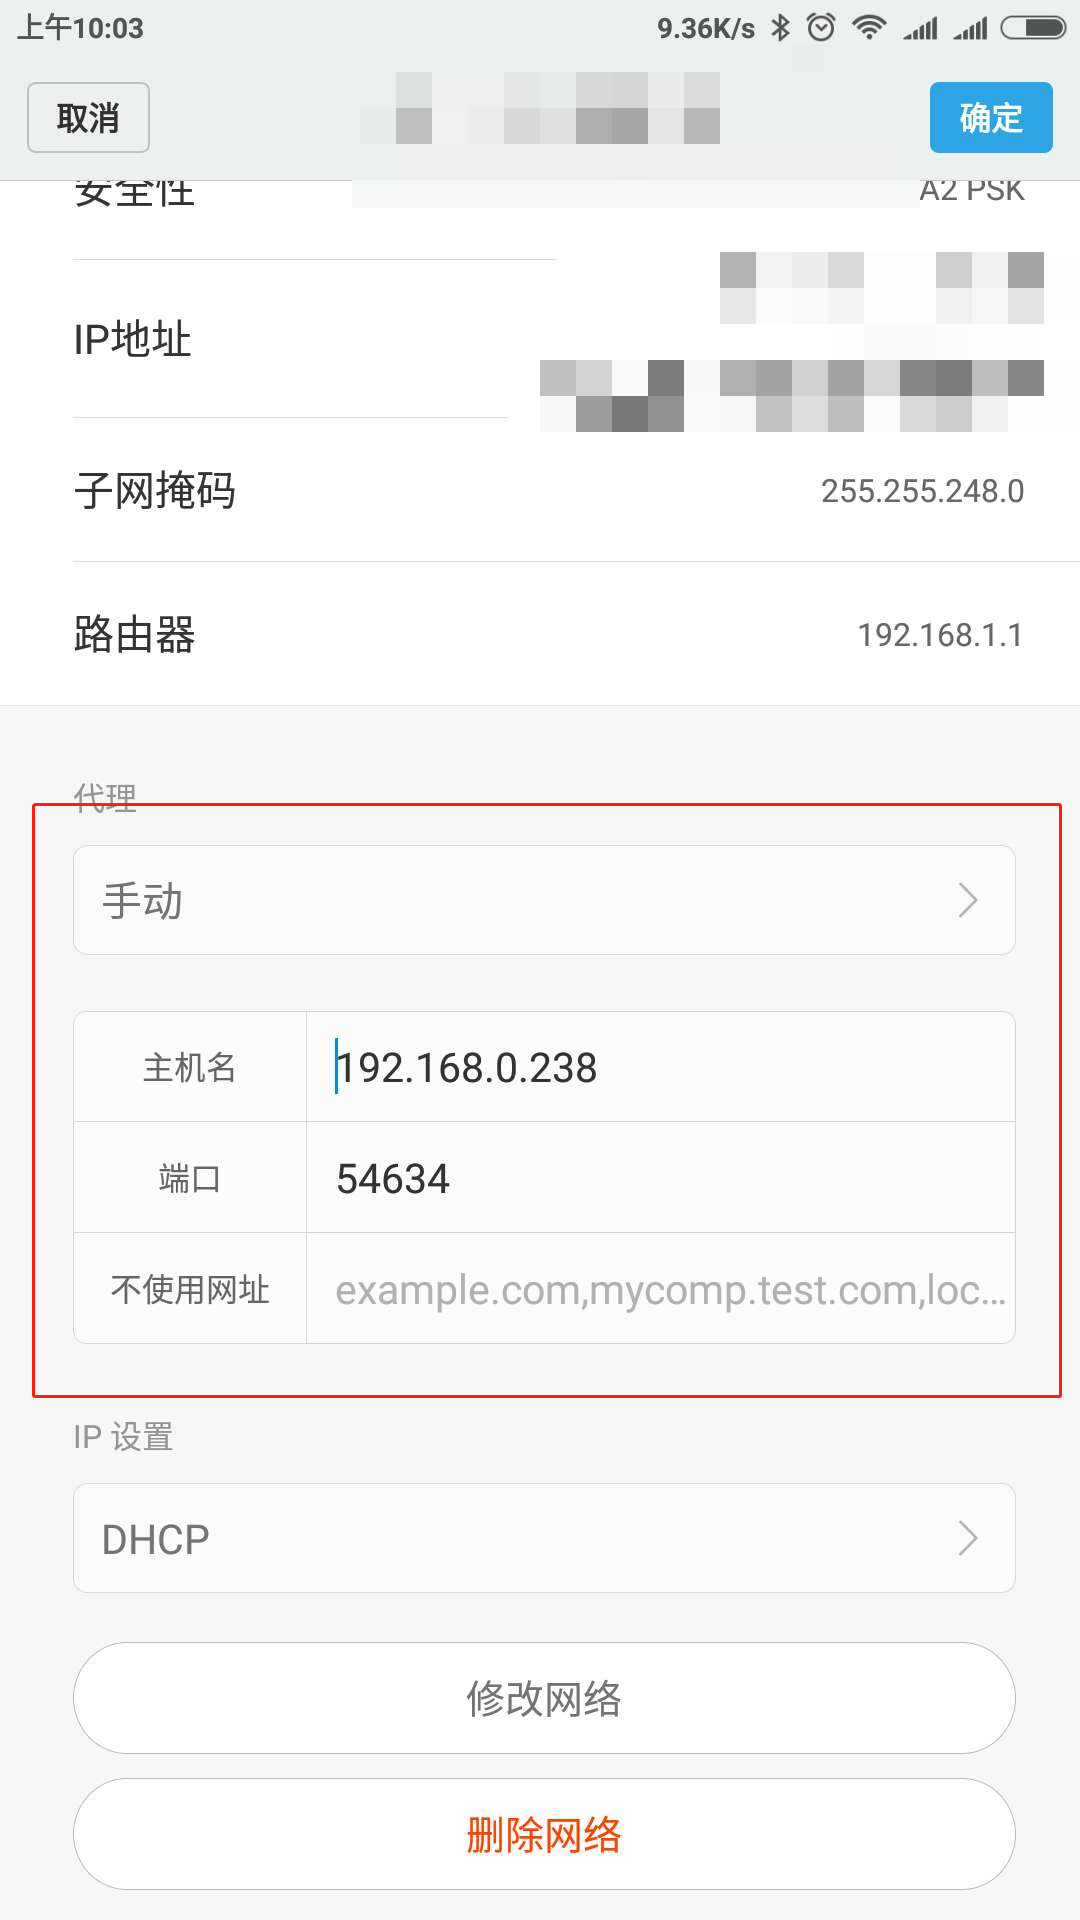 上午10:03 9.36K/s
取消 确定
安全性 A2 PSK
IP地址
子网掩码 255.255.248.0
路由器 192.168.1.1
代理
手动
主机名 192.168.0.238
端口 54634
不使用网址 example.com,mycomp.test.com,loc...
IP 设置
DHCP
修改网络
删除网络